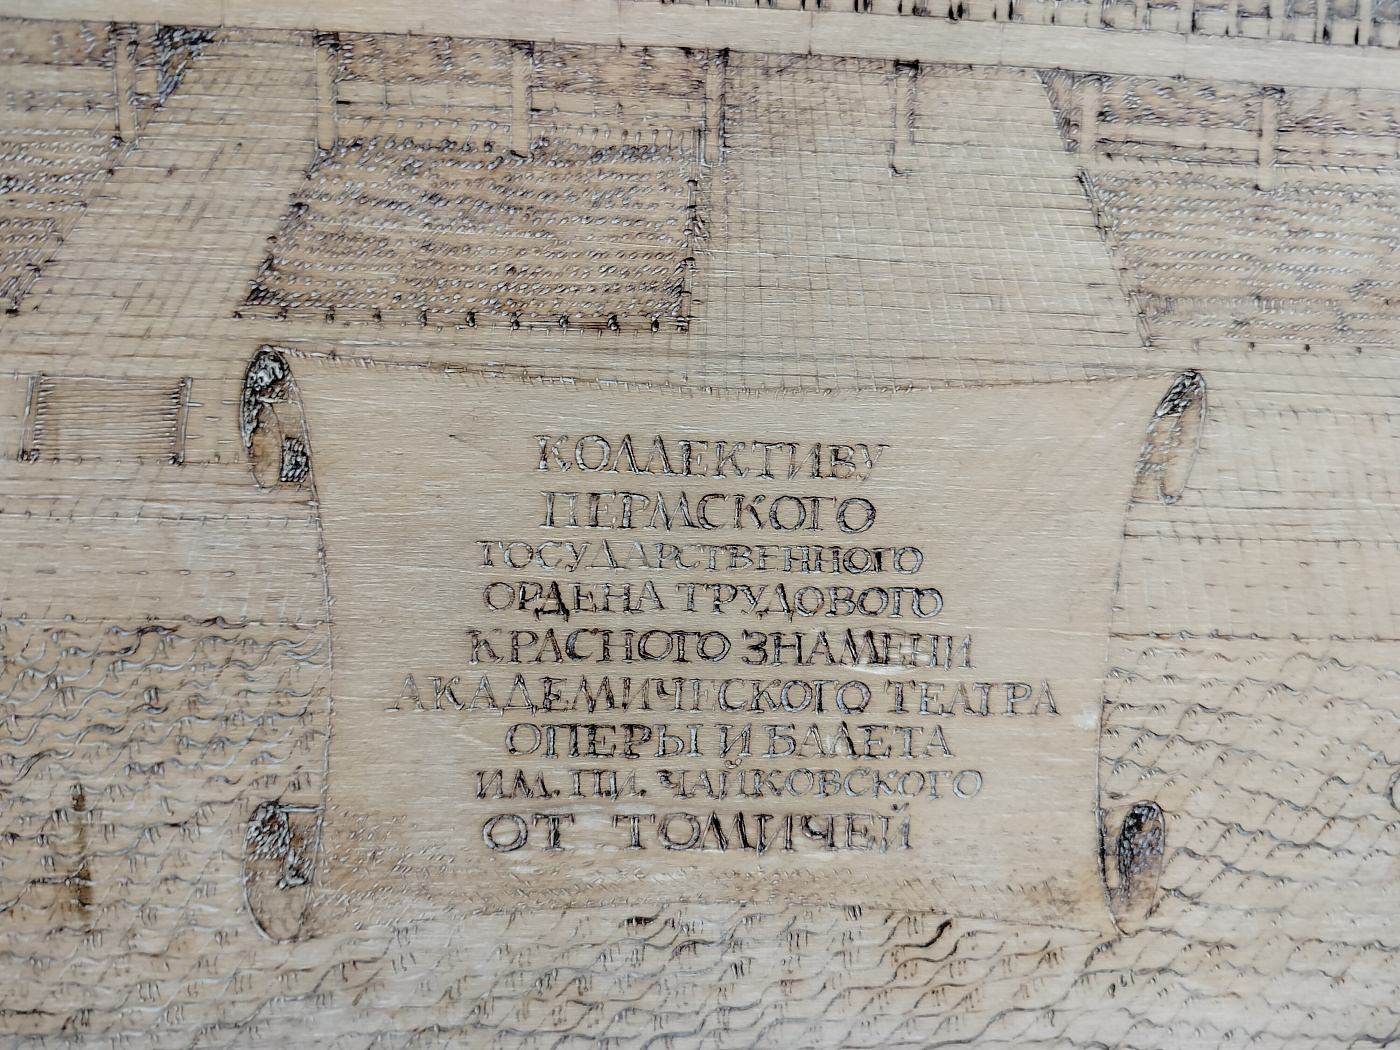 КОЛЛЕКТИВУ
ПЕРМСКОГО
ГОСУДАРСТВЕННОГО
ОРДЕНА ТРУДОВОГО
КРАСНОГО ЗНАМЕНИ
АКАДЕМИЧЕСКОГО ТЕАТРА
ОПЕРЫ И БАЛЕТА
ИМ. П.И. ЧАЙКОВСКОГО
ОТ ТОМИЧЕЙ